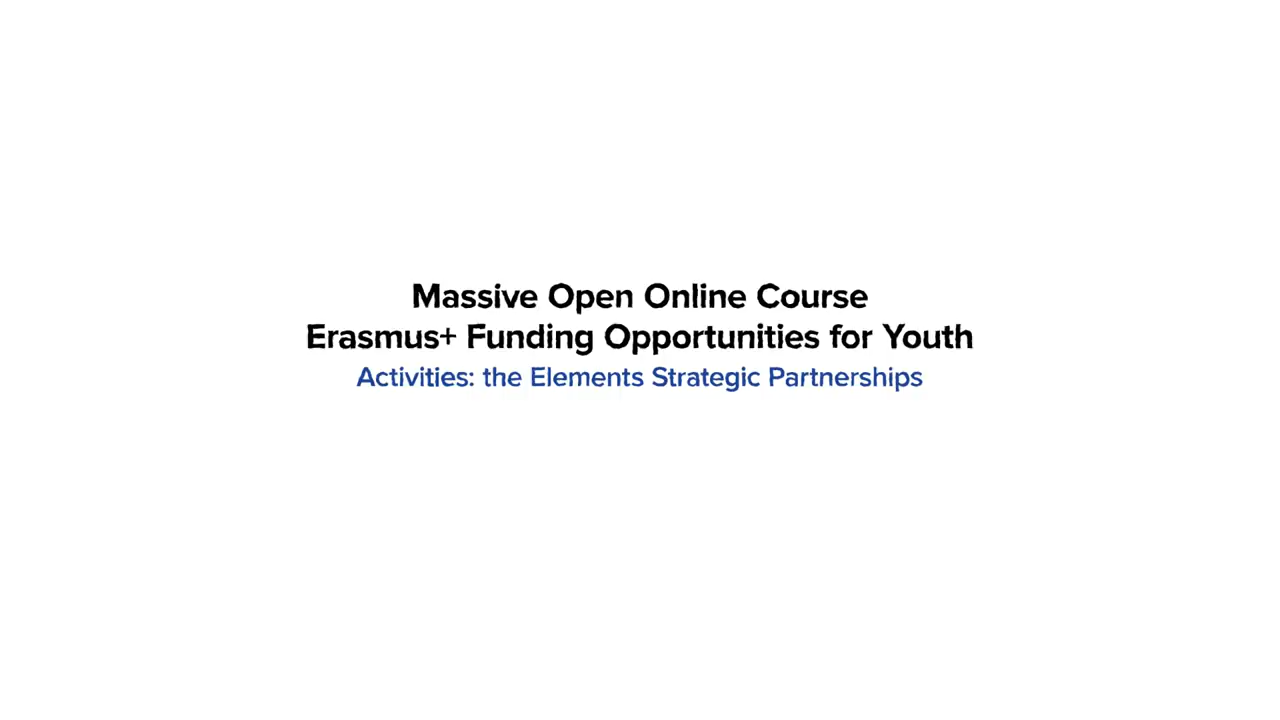 Massive Open Online Course
Erasmus+ Funding Opportunities for Youth
Activities: the Elements Strategic Partnerships